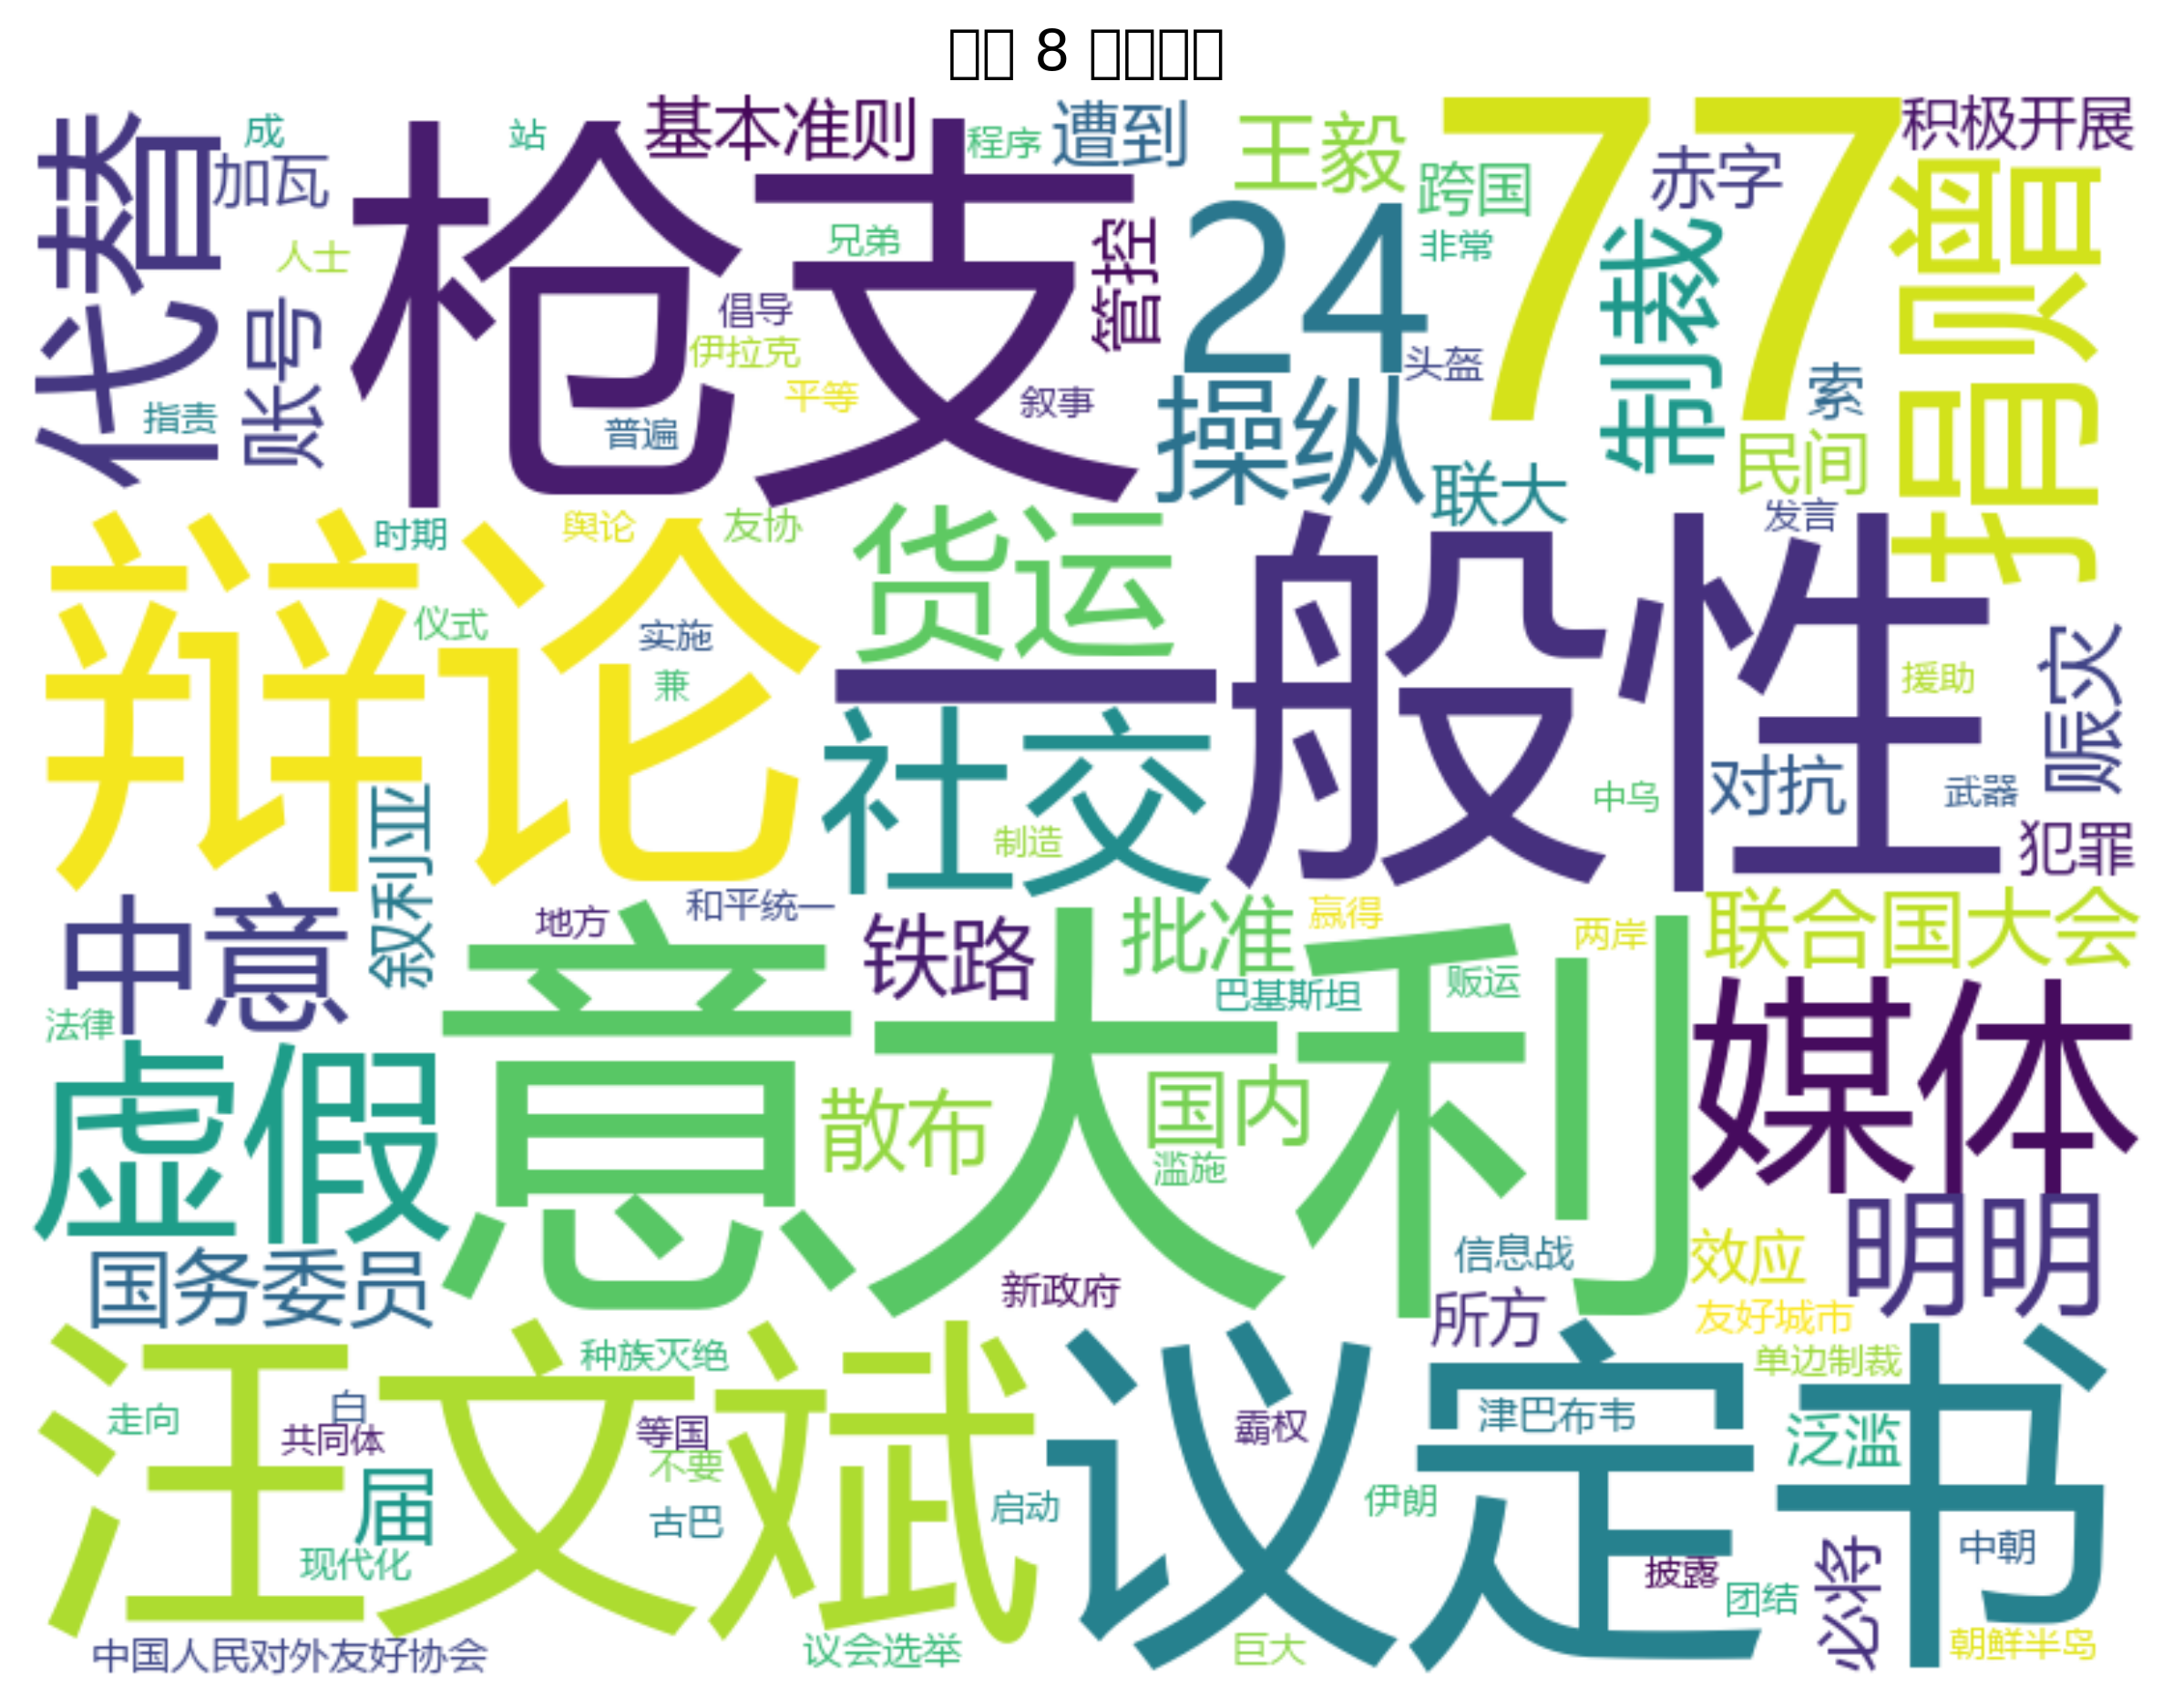 8
成
站
基本准则
程序
遭到
王毅
77
积极开展
代替
加瓦
枪支
跨国
赤字
捐赠
人士
兄弟
管控
24
非常
制裁
账号
倡导
伊拉克
头盔
指责
平等
叙事
操纵
索
普遍
民间
联大
时期
舆论
友协
货运
发言
辩论
仪式
实施
一般性
兼
援助
赈灾
社交
叙利亚
制造
中乌
对抗
武器
犯罪
中意
地方
和平统一
铁路
批准
赢得
两岸
联合国大会
法律
意大利
巴基斯坦
贩运
媒体
虚假
散布
国内
滥施
国务委员
新政府
信息战
效应
明明
所方
友好城市
汪文斌
种族灭绝
议定书
单边制裁
走向
白
共同体
等国
霸权
津巴布韦
泛滥
不要
届
古巴
启动
伊朗
现代化
披露
团结
必将
中朝
中国人民对外友好协会
议会选举
巨大
朝鲜半岛